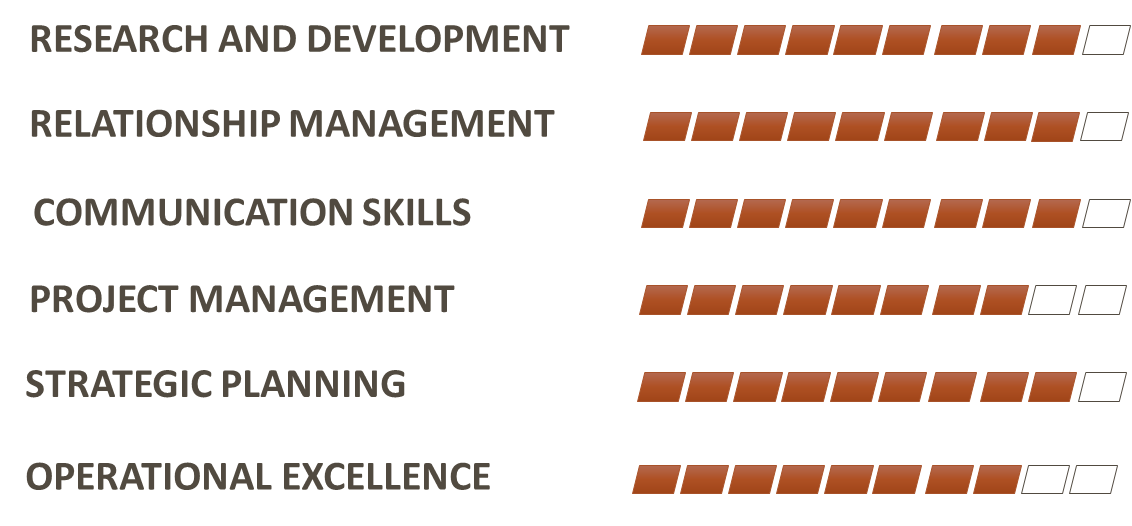 RESEARCH AND DEVELOPMENT
RELATIONSHIP MANAGEMENT
COMMUNICATION SKILLS
PROJECT MANAGEMENT
STRATEGIC PLANNING
OPERATIONAL EXCELLENCE